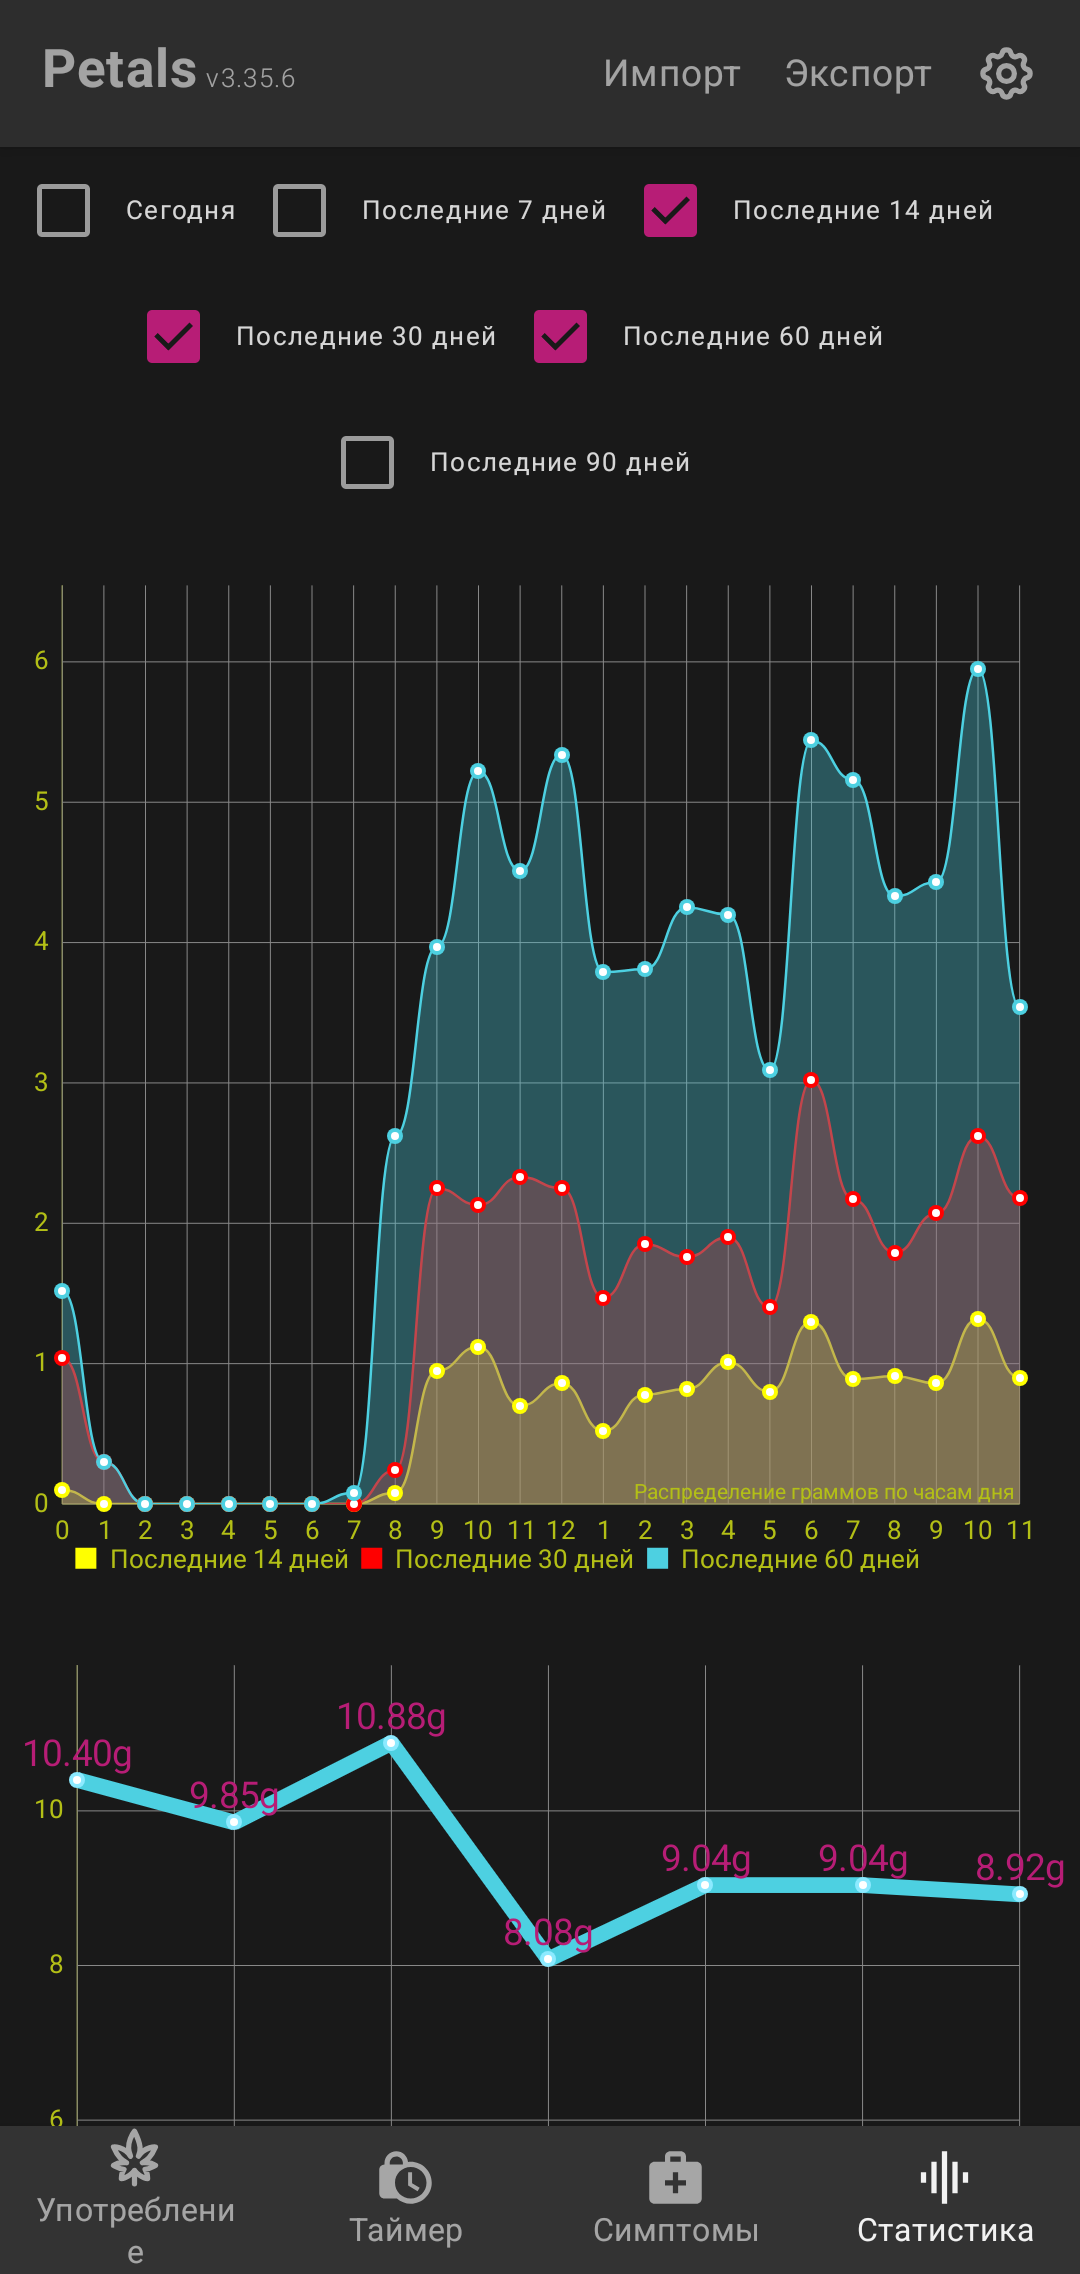 Petals v3.35.6 Импорт Экспорт
Сегодня Последние 7 дней Последние 14 дней
Последние 30 дней Последние 60 дней
Последние 90 дней
6
5
4
3
2
1
0
Распределение граммов по часам дня
0 1 2 3 4 5 6 7 8 9 10 11 12 1 2 3 4 5 6 7 8 9 10 11
Последние 14 дней Последние 30 дней Последние 60 дней
10.88g
10.40g
9.85g
10
9.04g 9.04g 8.92g
8.08g
8
6
Употреблени
е
Таймер Симптомы Статистика